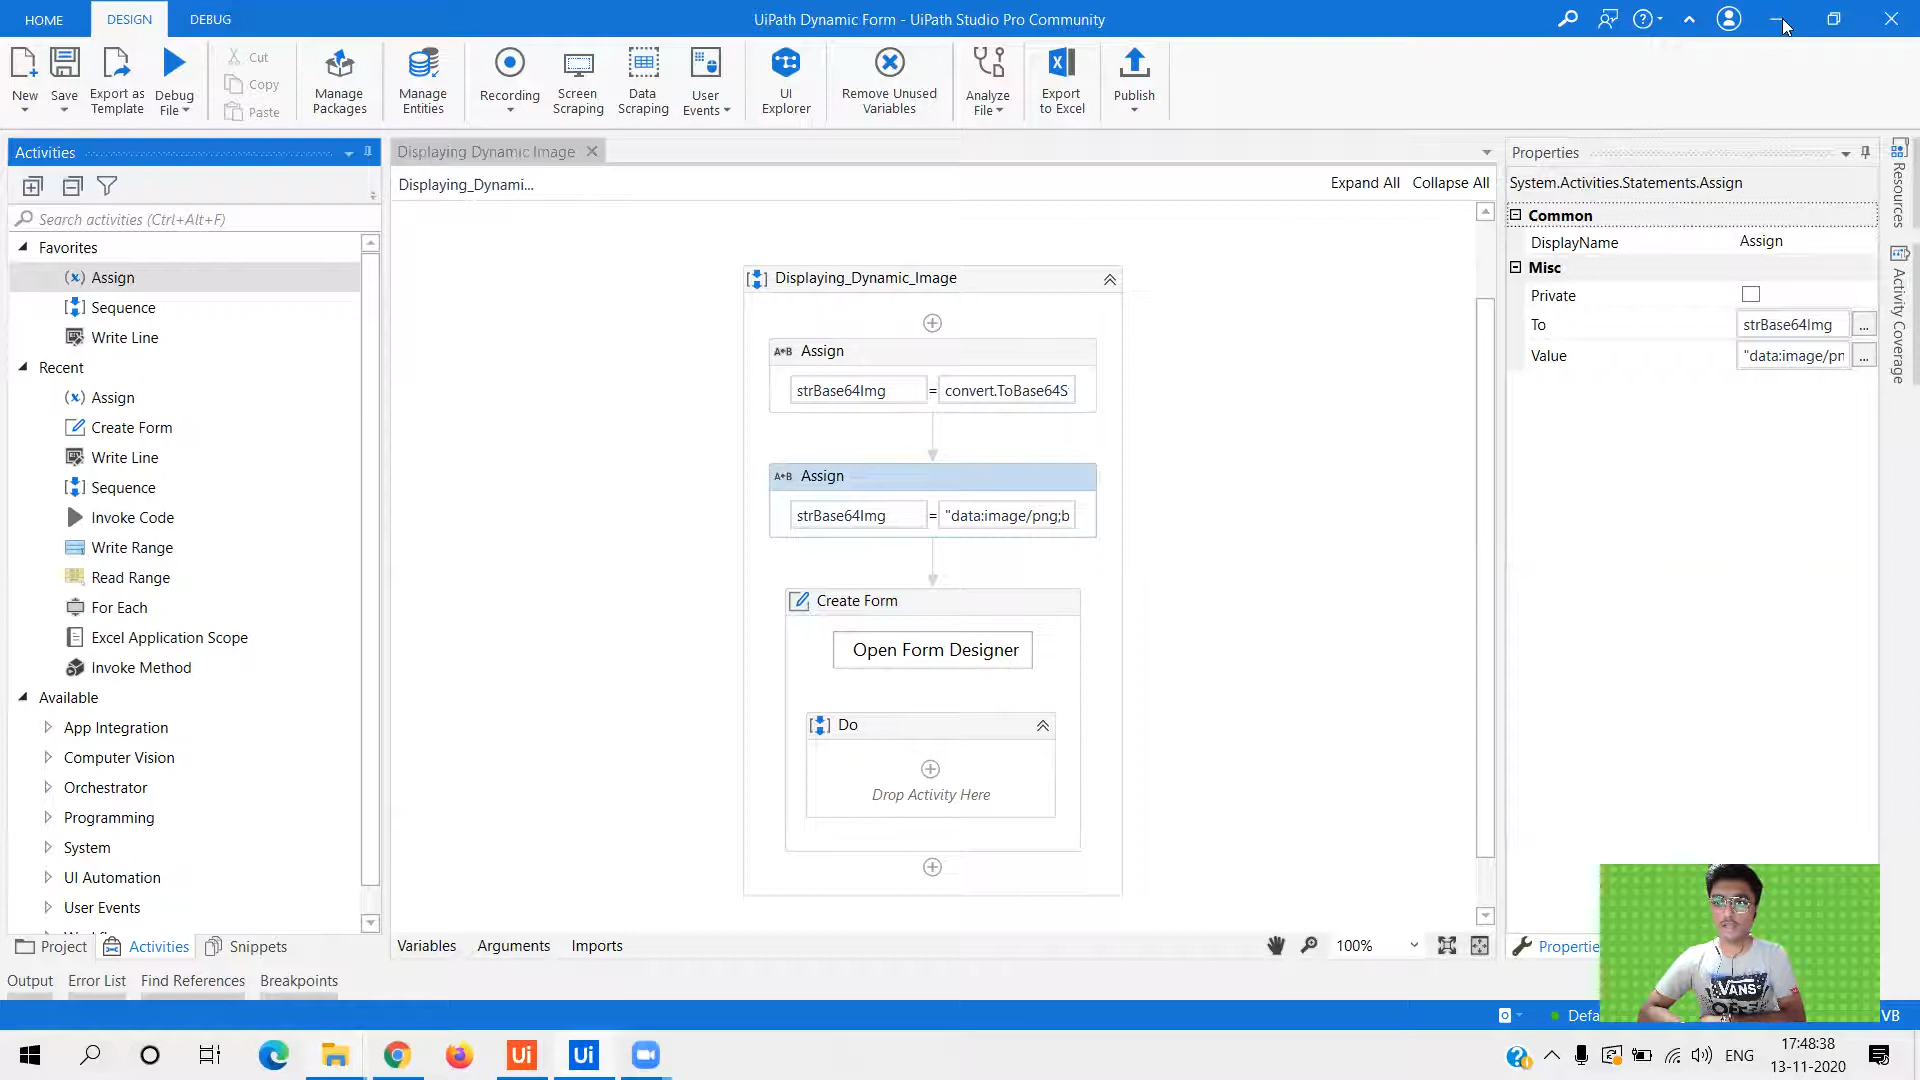 HOME
DESIGN
DEBUG
UiPath Dynamic Form - UiPath Studio Pro Community
New
Save
Export as Template
Debug File
Cut
Copy
Paste
Manage Packages
Manage Entities
Recording
Screen Scraping
Data Scraping
User Events
UI Explorer
Remove Unused Variables
Analyze File
Export to Excel
Publish
Activities
Search activities (Ctrl+Alt+F)
Favorites
Assign
Sequence
Write Line
Recent
Assign
Create Form
Write Line
Sequence
Invoke Code
Write Range
Read Range
For Each
Excel Application Scope
Invoke Method
Available
App Integration
Computer Vision
Orchestrator
Programming
System
UI Automation
User Events
Project
Activities
Snippets
Displaying Dynamic Image
Displaying_Dynami...
Expand All
Collapse All
Displaying_Dynamic_Image
A*B Assign
strBase64Img = convert.ToBase64S
A*B Assign
strBase64Img = "data:image/png;b
Create Form
Open Form Designer
Do
Drop Activity Here
Variables
Arguments
Imports
100%
Properties
System.Activities.Statements.Assign
Common
DisplayName
Assign
Misc
Private
To
strBase64Img
...
Value
"data:image/pn
...
Resources
Activity Coverage
Propertie
VANS
Output
Error List
Find References
Breakpoints
Defa
VB
Ui
Ui
ENG
17:48:38
13-11-2020